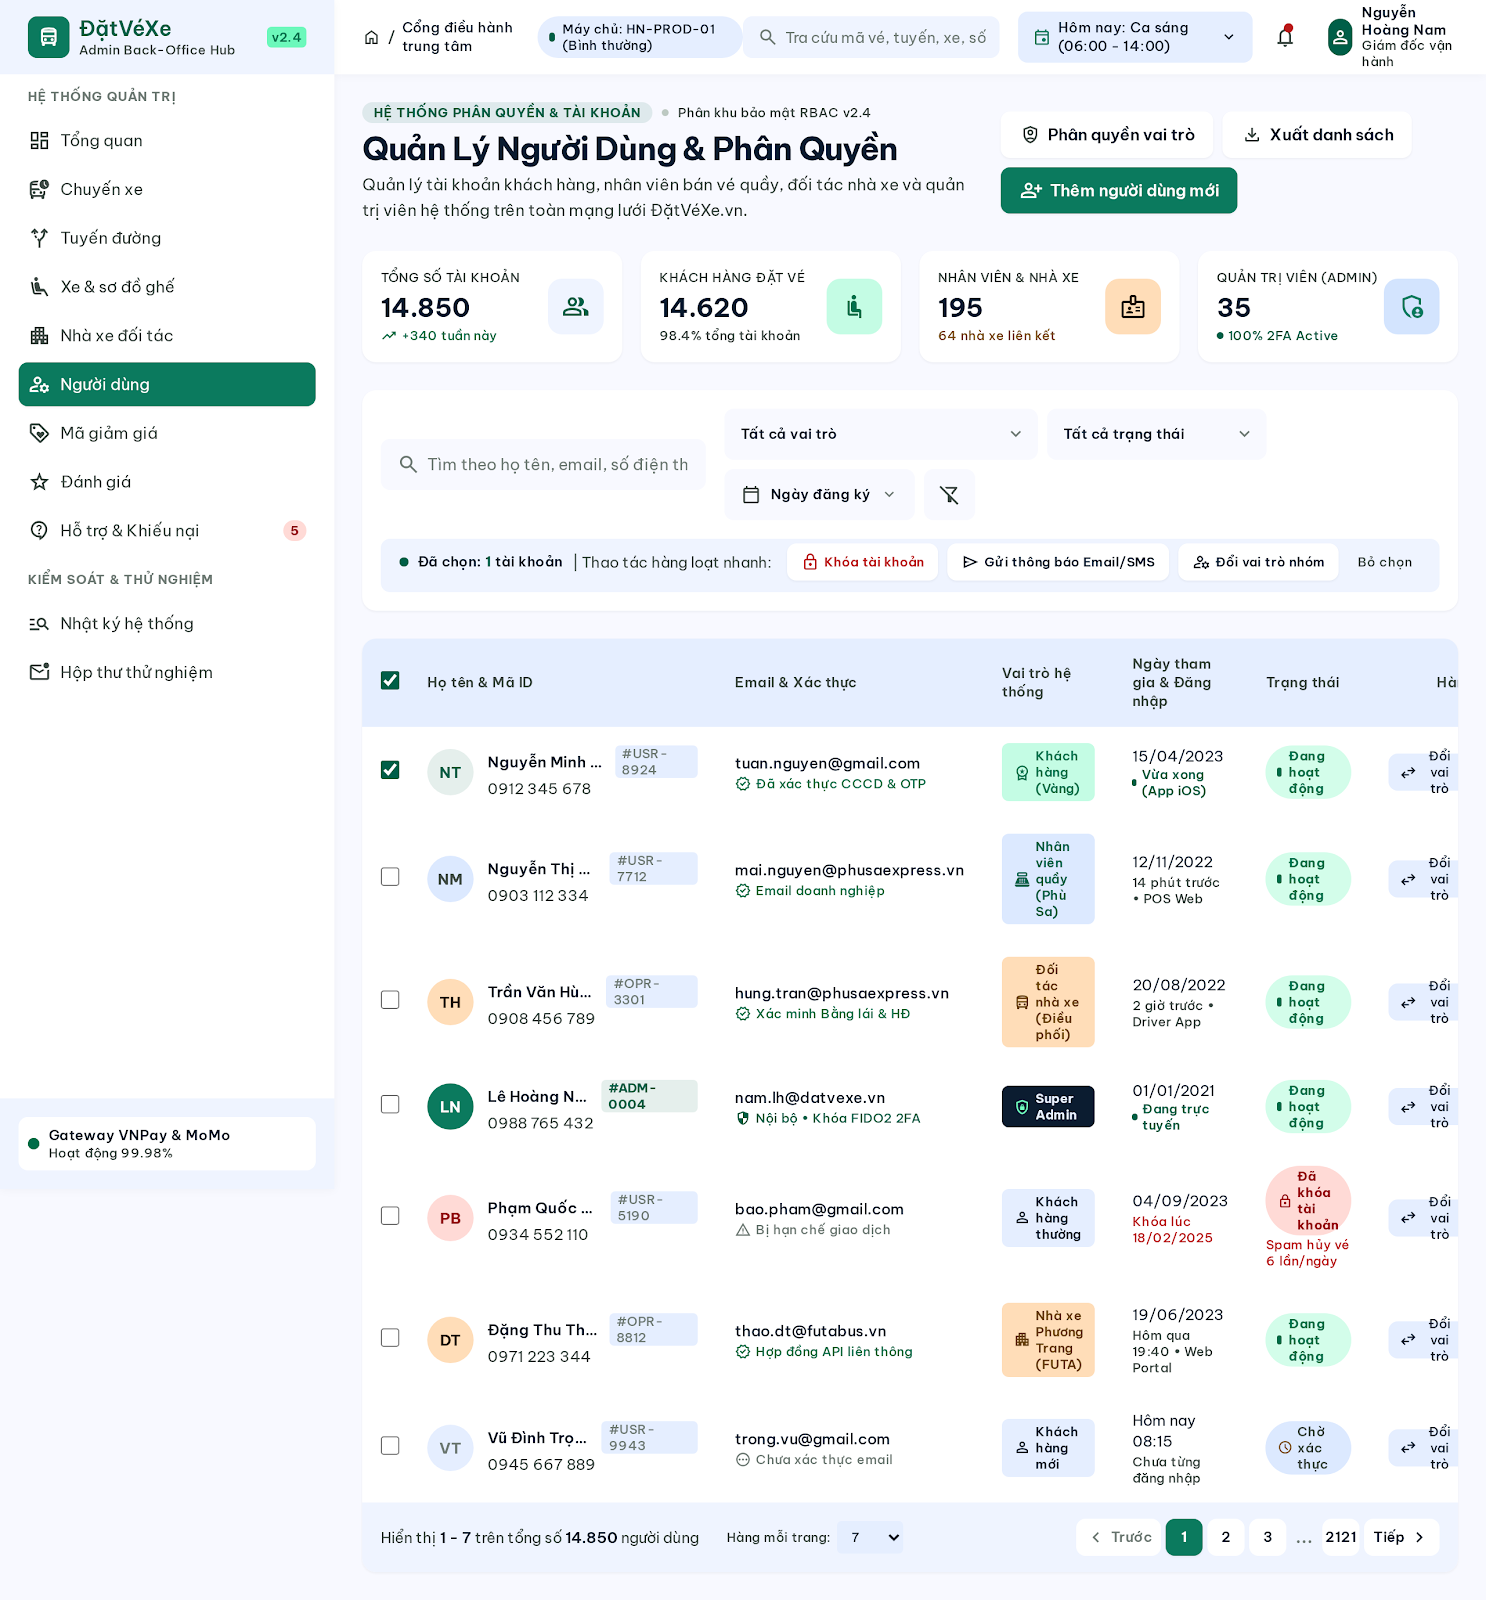 ĐặtVéXe
Admin Back-Office Hub
v2.4
HỆ THỐNG QUẢN TRỊ
Tổng quan
Chuyến xe
Tuyến đường
Xe & sơ đồ ghế
Nhà xe đối tác
Người dùng
Mã giảm giá
Đánh giá
Hỗ trợ & Khiếu nại
5
KIỂM SOÁT & THỬ NGHIỆM
Nhật ký hệ thống
Hộp thư thử nghiệm
Gateway VNPay & MoMo
Hoạt động 99.98%
/
Cổng điều hành
trung tâm
Máy chủ: HN-PROD-01
(Bình thường)
Tra cứu mã vé, tuyến, xe, số
Hôm nay: Ca sáng
(06:00 - 14:00)
Nguyễn
Hoàng Nam
Giám đốc vận
hành
HỆ THỐNG PHÂN QUYỀN & TÀI KHOẢN
Phân khu bảo mật RBAC v2.4
Quản Lý Người Dùng & Phân Quyền
Quản lý tài khoản khách hàng, nhân viên bán vé quầy, đối tác nhà xe và quản
trị viên hệ thống trên toàn mạng lưới ĐặtVéXe.vn.
Phân quyền vai trò
Xuất danh sách
Thêm người dùng mới
TỔNG SỐ TÀI KHOẢN
14.850
+340 tuần này
KHÁCH HÀNG ĐẶT VÉ
14.620
98.4% tổng tài khoản
NHÂN VIÊN & NHÀ XE
195
64 nhà xe liên kết
QUẢN TRỊ VIÊN (ADMIN)
35
100% 2FA Active
Tìm theo họ tên, email, số điện th
Tất cả vai trò
Tất cả trạng thái
Ngày đăng ký
Đã chọn: 1 tài khoản
| Thao tác hàng loạt nhanh:
Khóa tài khoản
Gửi thông báo Email/SMS
Đổi vai trò nhóm
Bỏ chọn
Họ tên & Mã ID
Email & Xác thực
Vai trò hệ
thống
Ngày tham
gia & Đăng
nhập
Trạng thái
Hà
NT
Nguyễn Minh ...
#USR-
8924
0912 345 678
tuan.nguyen@gmail.com
Đã xác thực CCCD & OTP
Khách
hàng
(Vàng)
15/04/2023
Vừa xong
(App iOS)
Đang
hoạt
động
Đổi
vai
trò
NM
Nguyễn Thị ...
#USR-
7712
0903 112 334
mai.nguyen@phusaexpress.vn
Email doanh nghiệp
Nhân
viên
quầy
(Phù
Sa)
12/11/2022
14 phút trước
• POS Web
Đang
hoạt
động
Đổi
vai
trò
TH
Trần Văn Hù...
#OPR-
3301
0908 456 789
hung.tran@phusaexpress.vn
Xác minh Bằng lái & HĐ
Đối
tác
nhà xe
(Điều
phối)
20/08/2022
2 giờ trước •
Driver App
Đang
hoạt
động
Đổi
vai
trò
LN
Lê Hoàng N...
#ADM-
0004
0988 765 432
nam.lh@datvexe.vn
Nội bộ • Khóa FIDO2 2FA
Super
Admin
01/01/2021
Đang trực
tuyến
Đang
hoạt
động
Đổi
vai
trò
PB
Phạm Quốc ...
#USR-
5190
0934 552 110
bao.pham@gmail.com
Bị hạn chế giao dịch
Khách
hàng
thường
04/09/2023
Khóa lúc
18/02/2025
Đã
khóa
tài
khoản
Spam hủy vé
6 lần/ngày
Đổi
vai
trò
DT
Đặng Thu Th...
#OPR-
8812
0971 223 344
thao.dt@futabus.vn
Hợp đồng API liên thông
Nhà xe
Phương
Trang
(FUTA)
19/06/2023
Hôm qua
19:40 • Web
Portal
Đang
hoạt
động
Đổi
vai
trò
VT
Vũ Đình Trọ...
#USR-
9943
0945 667 889
trong.vu@gmail.com
Chưa xác thực email
Khách
hàng
mới
Hôm nay
08:15
Chưa từng
đăng nhập
Chờ
xác
thực
Đổi
vai
trò
Hiển thị 1 - 7 trên tổng số 14.850 người dùng
Hàng mỗi trang:
7
Trước
1
2
3
...
2121
Tiếp